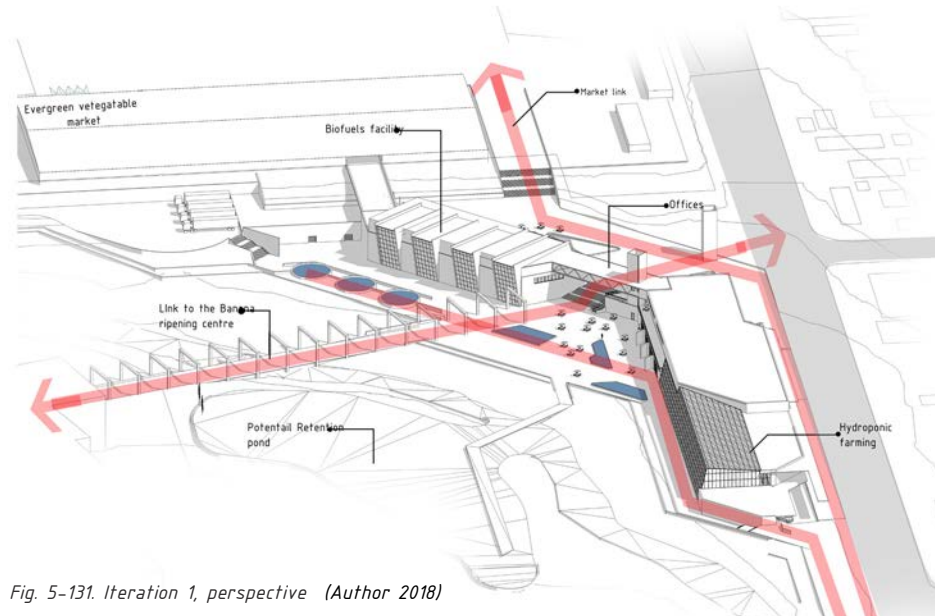 Evergreen vetegatable
market
Biofuels facility
Market link
Offices
LInk to the Banana
ripening centre
Potentail Retention
pond
Hydroponic
farming
Fig. 5-131. Iteration 1, perspective (Author 2018)